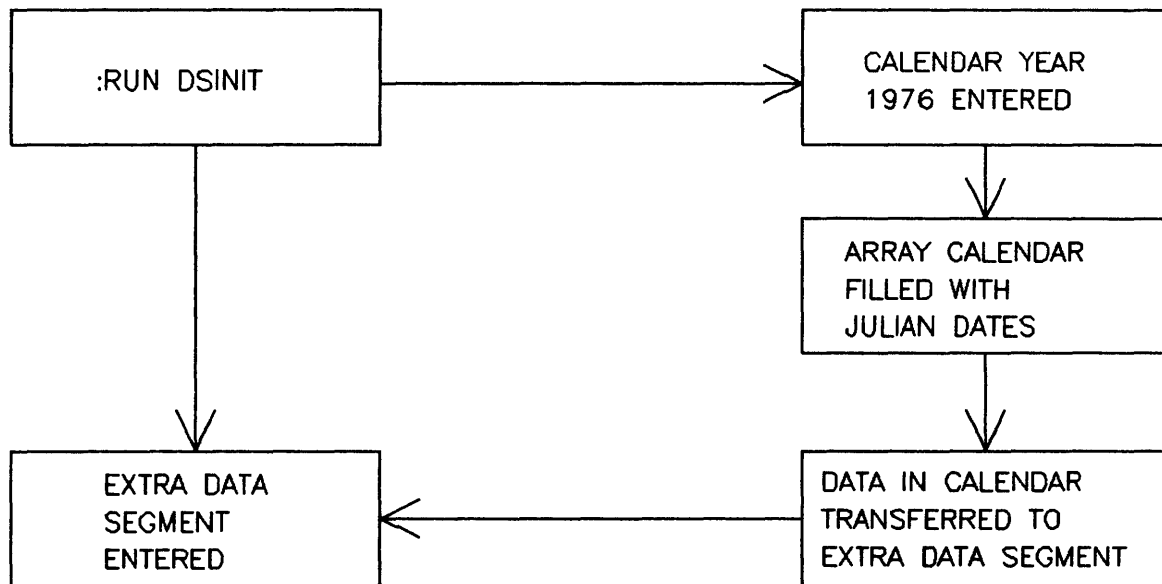 :RUN DSINIT
CALENDAR YEAR
1976 ENTERED
ARRAY CALENDAR
FILLED WITH
JULIAN DATES
EXTRA DATA
SEGMENT
ENTERED
DATA IN CALENDAR
TRANSFERRED TO
EXTRA DATA SEGMENT